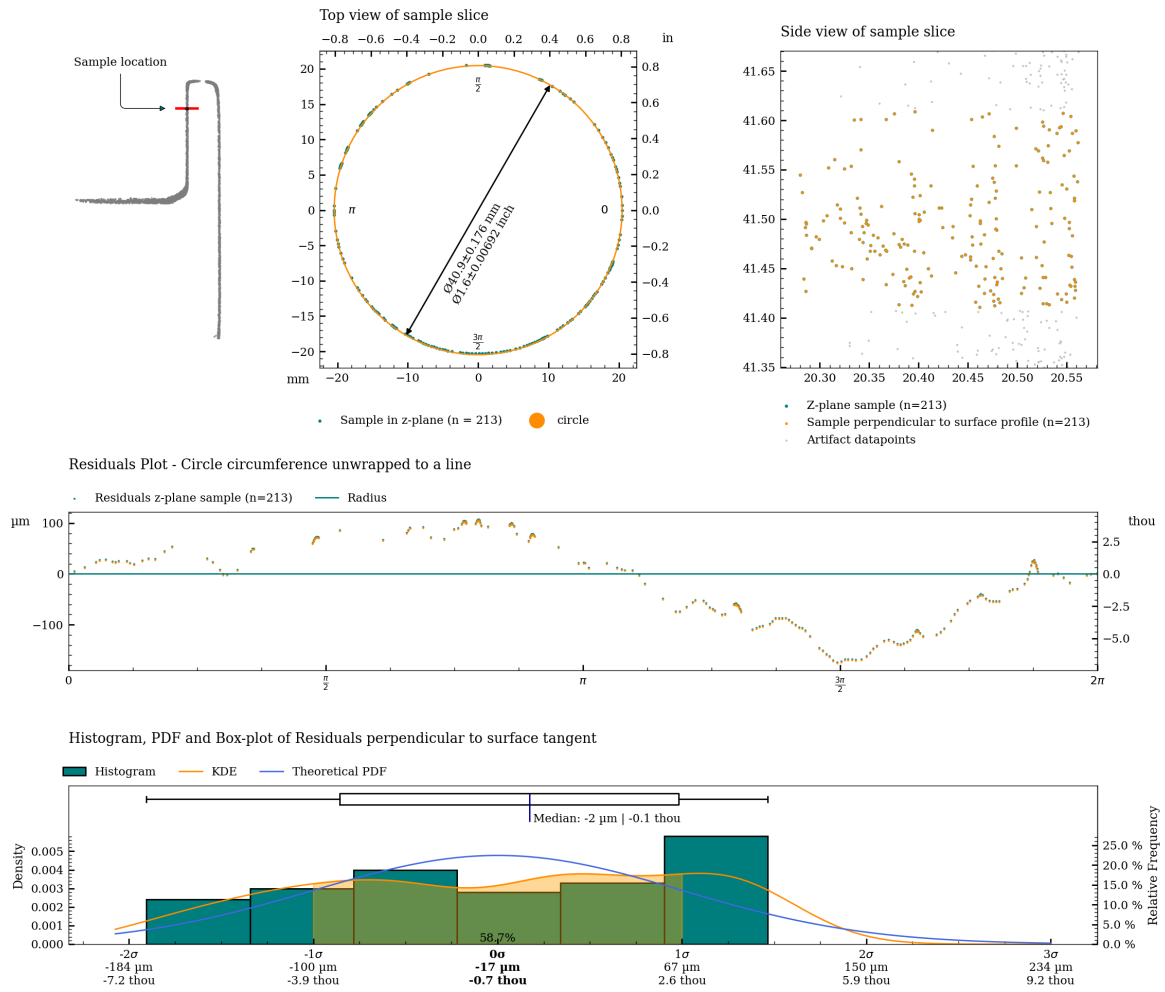 Top view of sample slice
−0.8 −0.6 −0.4 −0.2 0.0 0.2 0.4 0.6 0.8 in
Sample location
20
15
10
5
0
−5
−10
−15
−20
0.8
0.6
0.4
0.2
0.0
−0.2
−0.4
−0.6
−0.8
π/2
π
0
3π/2
Ø40.9±0.176 mm
Ø1.6±0.00692 inch
mm −20 −10 0 10 20
Sample in z-plane (n = 213) circle
Side view of sample slice
41.65
41.60
41.55
41.50
41.45
41.40
41.35
20.30 20.35 20.40 20.45 20.50 20.55
Z-plane sample (n=213)
Sample perpendicular to surface profile (n=213)
Artifact datapoints
Residuals Plot - Circle circumference unwrapped to a line
Residuals z-plane sample (n=213) Radius
µm 100
0
−100
thou
2.5
0.0
−2.5
−5.0
0 π/2 π 3π/2 2π
Histogram, PDF and Box-plot of Residuals perpendicular to surface tangent
Histogram KDE Theoretical PDF
Median: -2 µm | -0.1 thou
Density
0.005
0.004
0.003
0.002
0.001
0.000
Relative Frequency
25.0 %
20.0 %
15.0 %
10.0 %
5.0 %
0.0 %
58.7%
-2σ -1σ 0σ 1σ 2σ 3σ
-184 µm -100 µm -17 µm 67 µm 150 µm 234 µm
-7.2 thou -3.9 thou -0.7 thou 2.6 thou 5.9 thou 9.2 thou